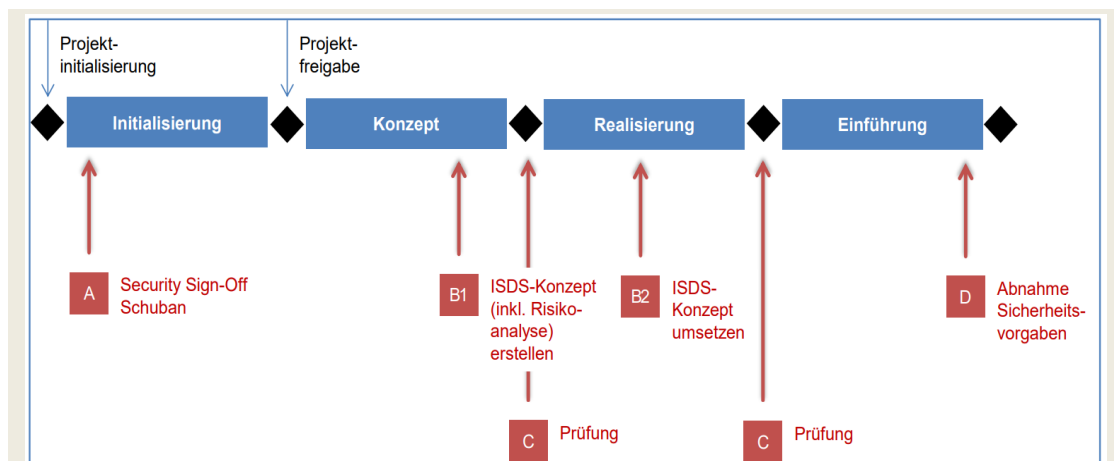 Projekt-
initialisierung
Projekt-
freigabe
Initialisierung
Konzept
Realisierung
Einführung
A
Security Sign-Off
Schuban
B1
ISDS-Konzept
(inkl. Risiko-
analyse)
erstellen
B2
ISDS-
Konzept
umsetzen
D
Abnahme
Sicherheits-
vorgaben
C
Prüfung
C
Prüfung